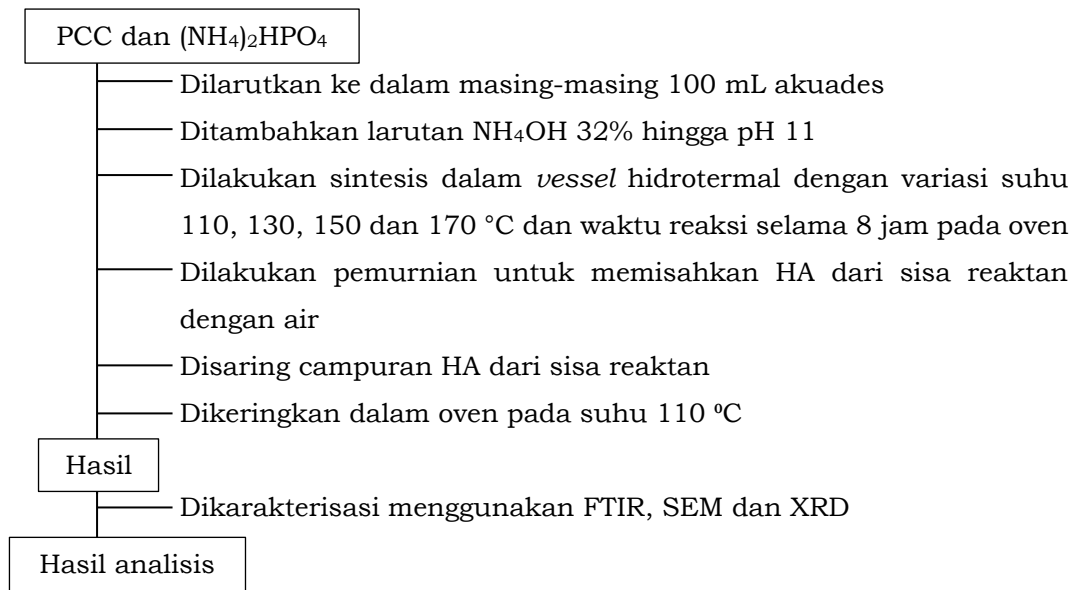 PCC dan (NH₄)₂HPO₄
Dilarutkan ke dalam masing-masing 100 mL akuades
Ditambahkan larutan NH₄OH 32% hingga pH 11
Dilakukan sintesis dalam vessel hidrotermal dengan variasi suhu
110, 130, 150 dan 170 °C dan waktu reaksi selama 8 jam pada oven
Dilakukan pemurnian untuk memisahkan HA dari sisa reaktan
dengan air
Disaring campuran HA dari sisa reaktan
Dikeringkan dalam oven pada suhu 110 ⁰C
Hasil
Dikarakterisasi menggunakan FTIR, SEM dan XRD
Hasil analisis